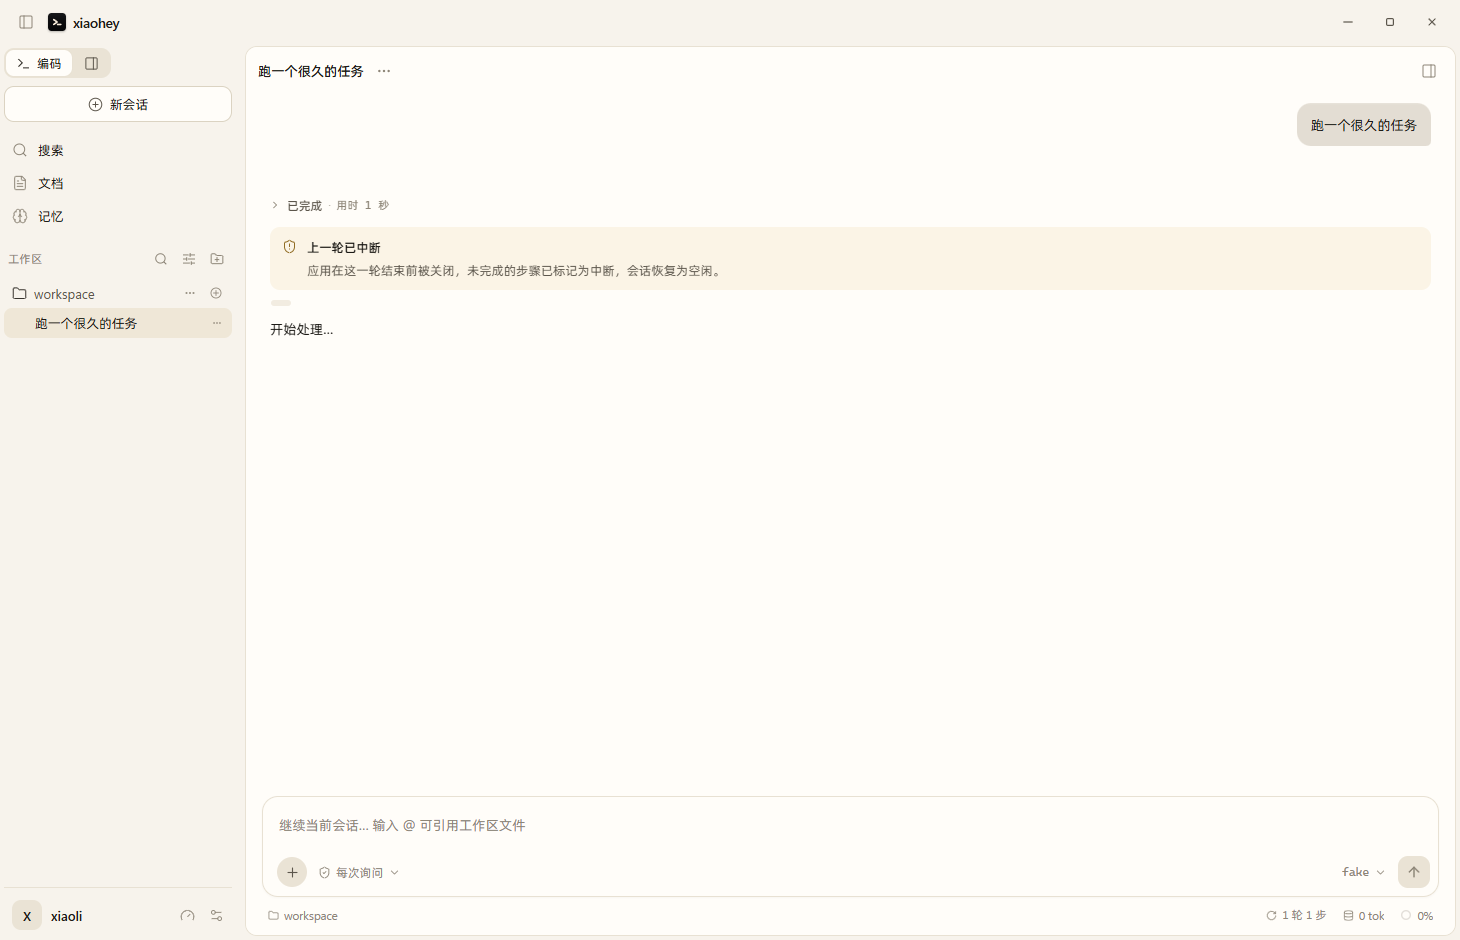 xiaohey
编码
新会话
搜索
文档
记忆
工作区
workspace
跑一个很久的任务
X
xiaoli
跑一个很久的任务
跑一个很久的任务
已完成 · 用时 1 秒
上一轮已中断
应用在这一轮结束前被关闭，未完成的步骤已标记为中断，会话恢复为空闲。
开始处理...
继续当前会话... 输入 @ 可引用工作区文件
每次询问
fake
workspace
1 轮 1 步
0 tok
0%